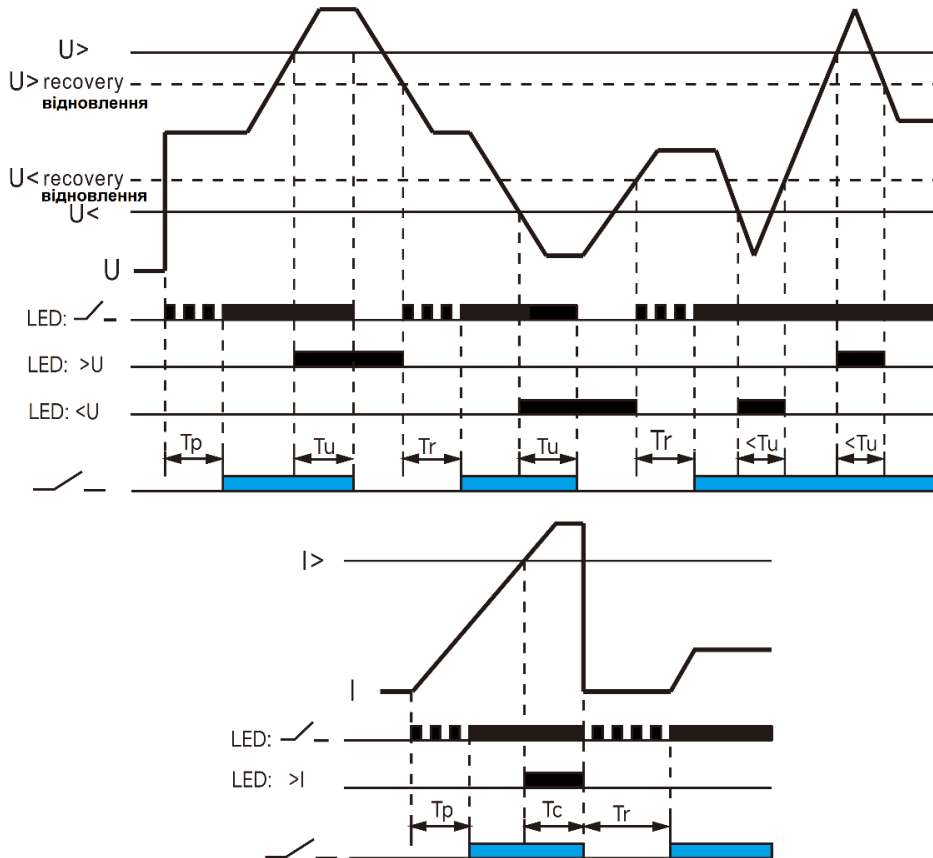 U>
U> recovery
відновлення
U< recovery
відновлення
U<
U
LED:
LED: >U
LED: <U
Tp Tu Tr Tu Tr <Tu <Tu
I>
I
LED:
LED: >I
Tp Tc Tr